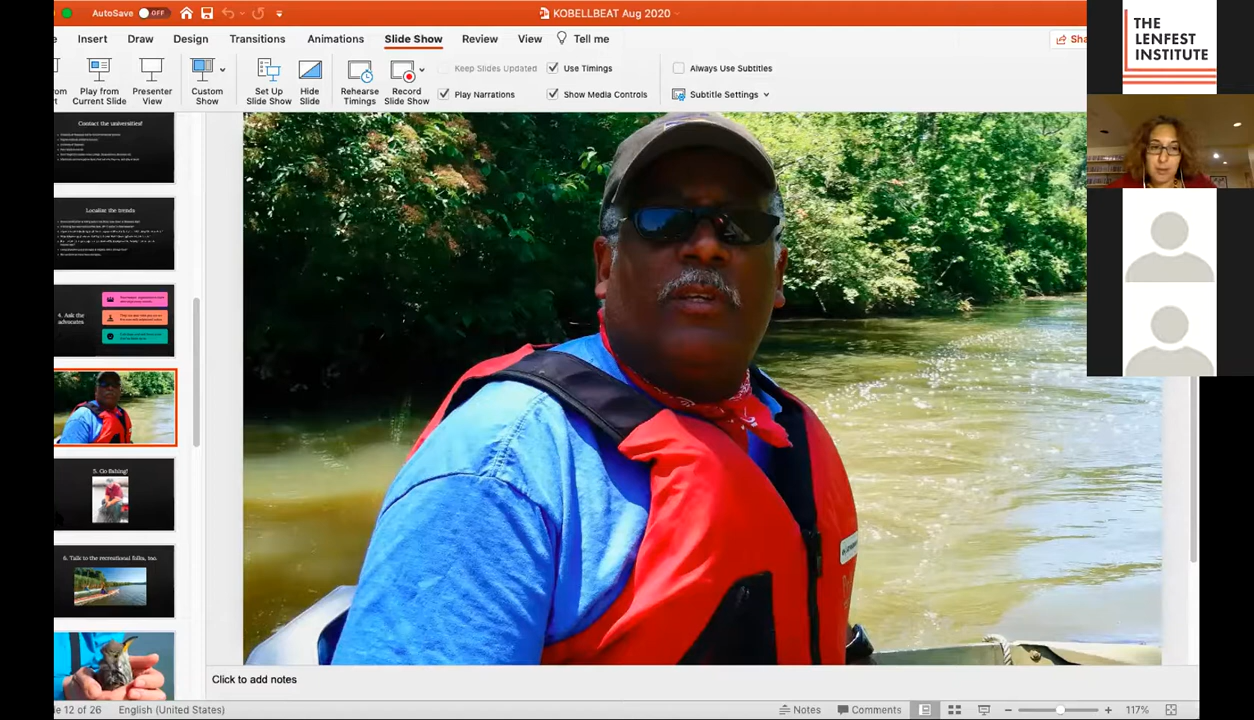 AutoSave OFF
KOBELLBEAT Aug 2020
Insert Draw Design Transitions Animations Slide Show Review View Tell me
Sha
Play from
Current Slide
Presenter
View
Custom
Show
Set Up
Slide Show
Hide
Slide
Rehearse
Timings
Record
Slide Show
Keep Slides Updated
Use Timings
Play Narrations
Show Media Controls
Always Use Subtitles
Subtitle Settings
THE
LENFEST
INSTITUTE
Contact the universities!
Localize the trends
4. Ask the
advocates
5. Go fishing!
6. Talk to the recreational folks, too.
Click to add notes
12 of 26
English (United States)
Notes
Comments
117%